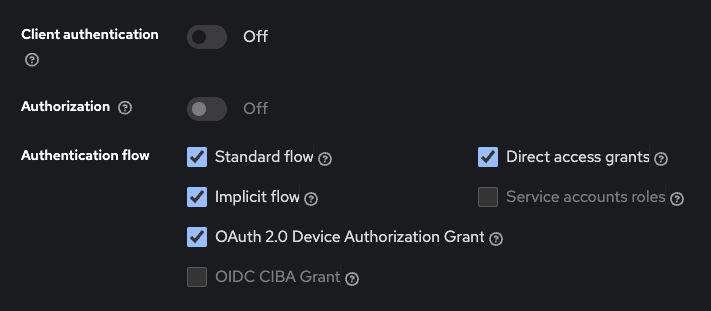 Client authentication Off
Authorization Off
Authentication flow Standard flow Direct access grants
Implicit flow Service accounts roles
OAuth 2.0 Device Authorization Grant
OIDC CIBA Grant